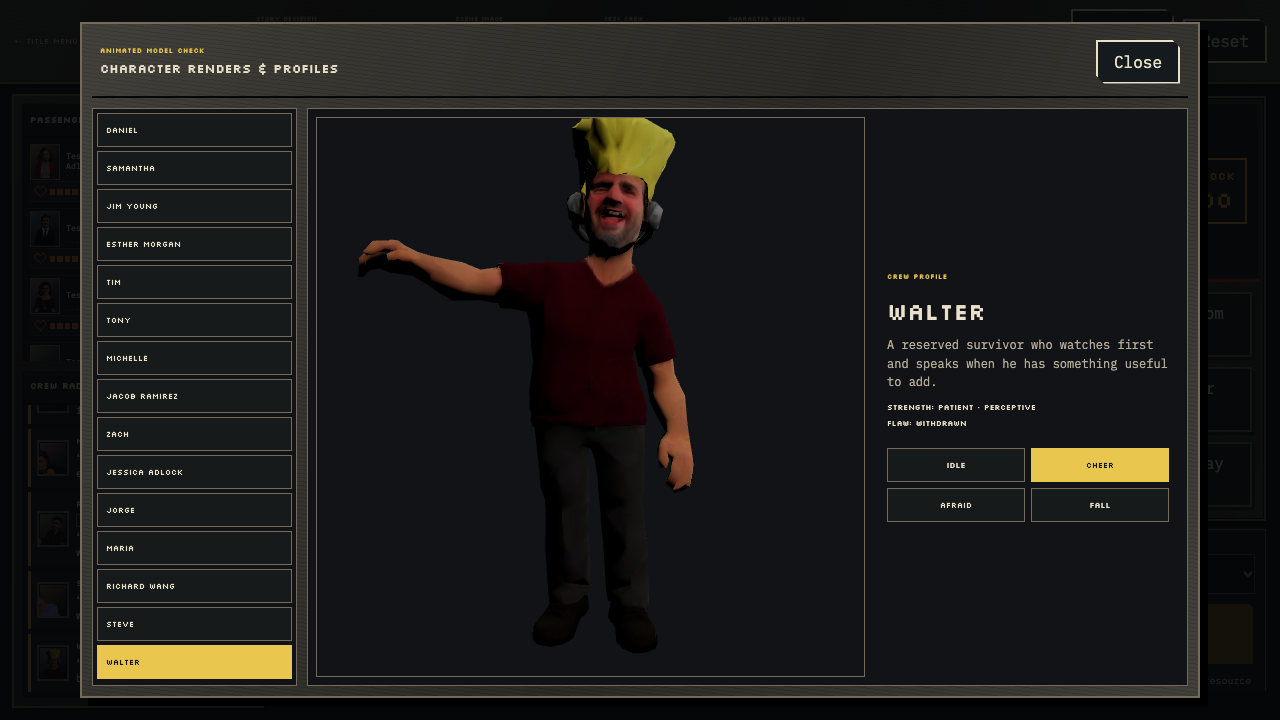 ANIMATED MODEL CHECK
CHARACTER RENDERS & PROFILES
Close
DANIEL
SAMANTHA
JIM YOUNG
ESTHER MORGAN
TIM
TONY
MICHELLE
JACOB RAMIREZ
ZACH
JESSICA ADLOCK
JORGE
MARIA
RICHARD WANG
STEVE
WALTER
CREW PROFILE
WALTER
A reserved survivor who watches first
and speaks when he has something useful
to add.
STRENGTH: PATIENT · PERCEPTIVE
FLAW: WITHDRAWN
IDLE
CHEER
AFRAID
FALL